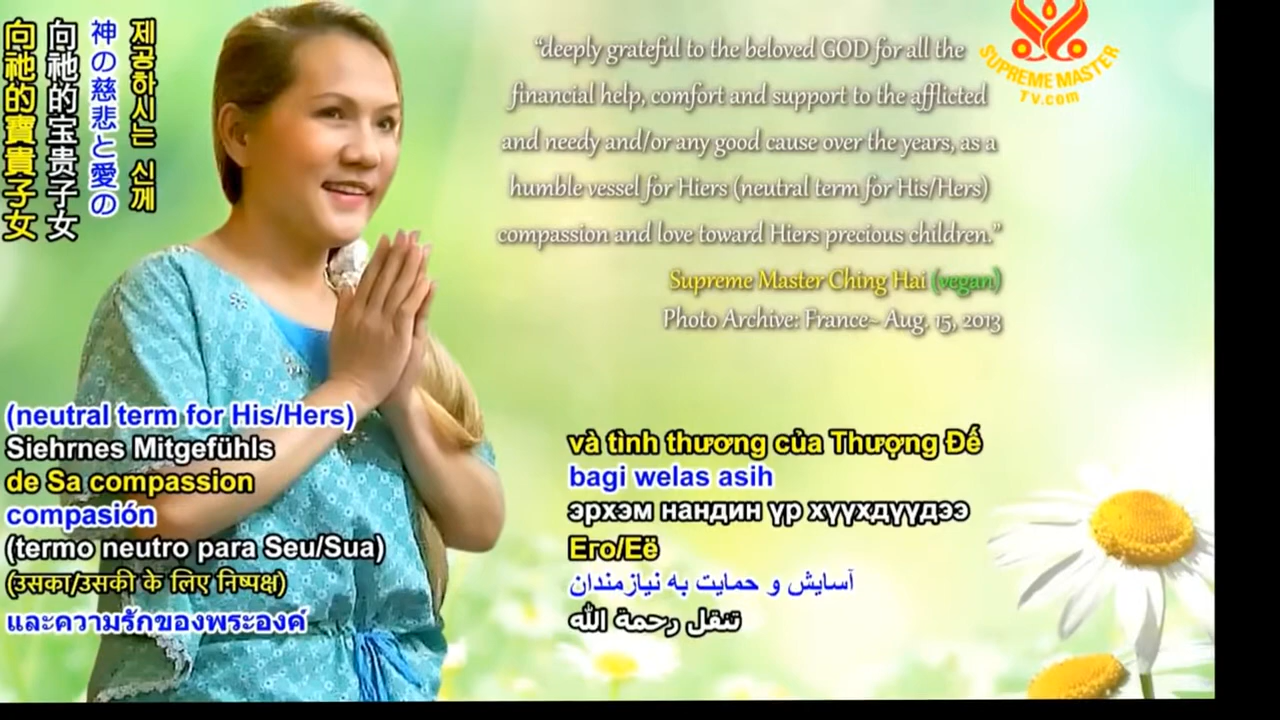 제공하시는 신께
神の慈悲と愛の
向祂的宝贵子女
向祂的寶貴子女
“deeply grateful to the beloved GOD for all the
financial help, comfort and support to the afflicted
and needy and/or any good cause over the years, as a
humble vessel for Hiers (neutral term for His/Hers)
compassion and love toward Hiers precious children.”
Supreme Master Ching Hai (vegan)
Photo Archive: France~ Aug. 15, 2013
SUPREME MASTER
TV.com
(neutral term for His/Hers)
Siehrnes Mitgefühls
de Sa compassion
compasión
(termo neutro para Seu/Sua)
(उसका/उसकी के लिए निष्पक्ष)
และความรักของพระองค์
và tình thương của Thượng Đế
bagi welas asih
эрхэм нандин үр хүүхдүүдээ
Его/Её
آسایش و حمایت به نیازمندان
تنقل رحمة الله